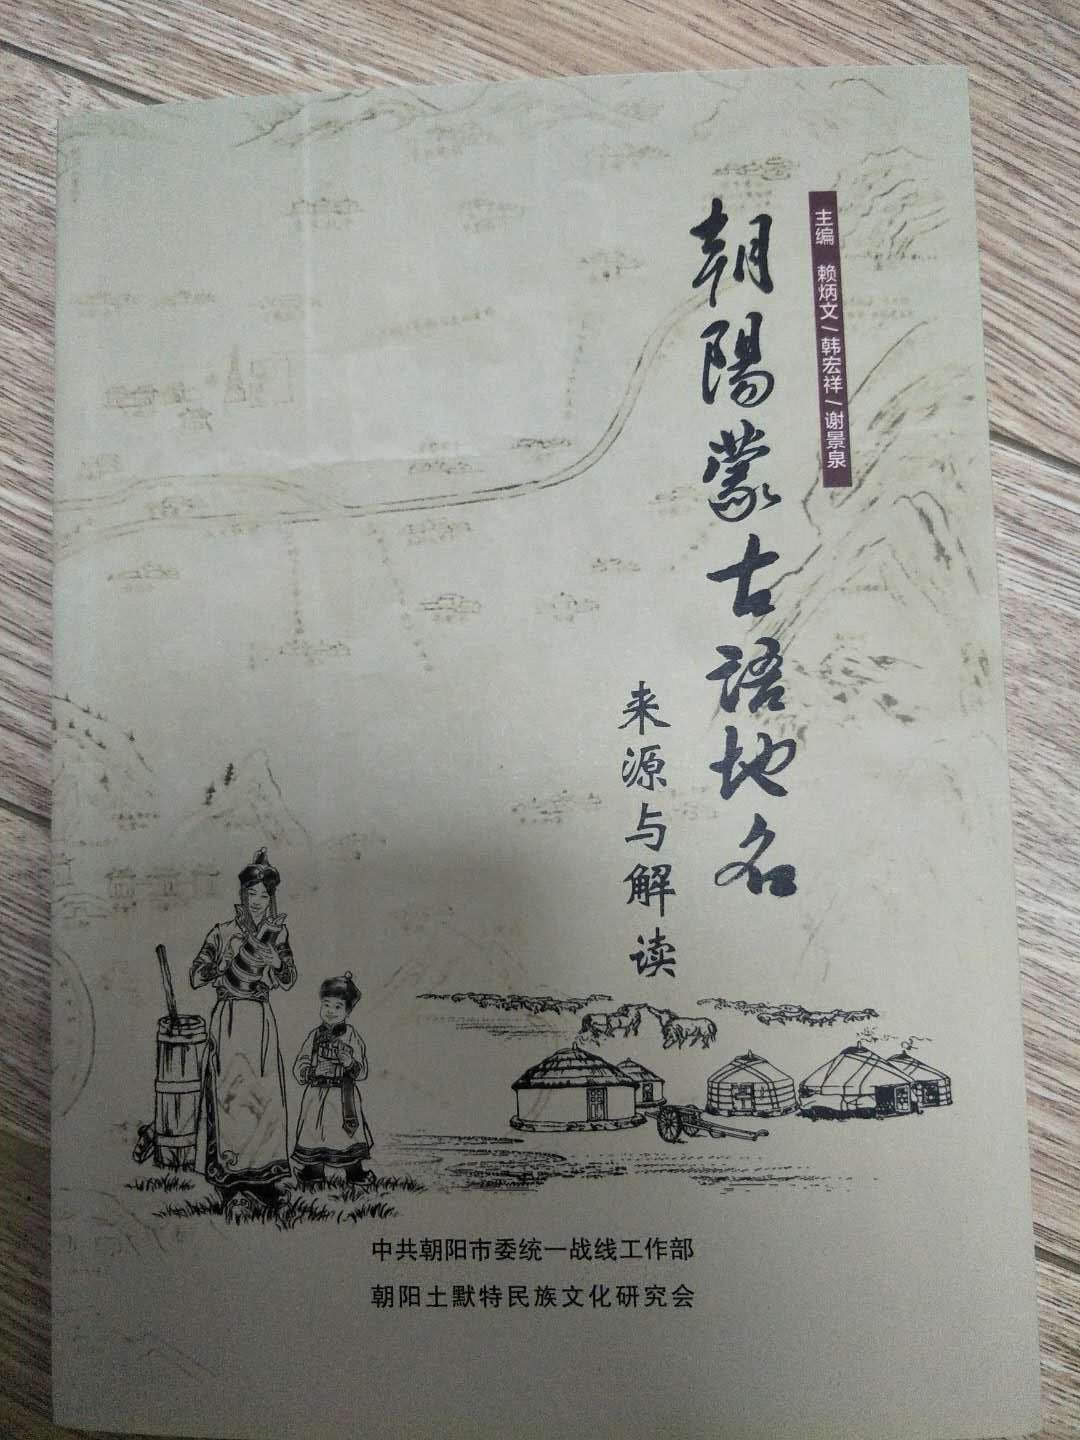 主编 赖炳文/韩宏祥/谢景泉
朝陽蒙古语地名
来源与解读
中共朝阳市委统一战线工作部
朝阳土默特民族文化研究会